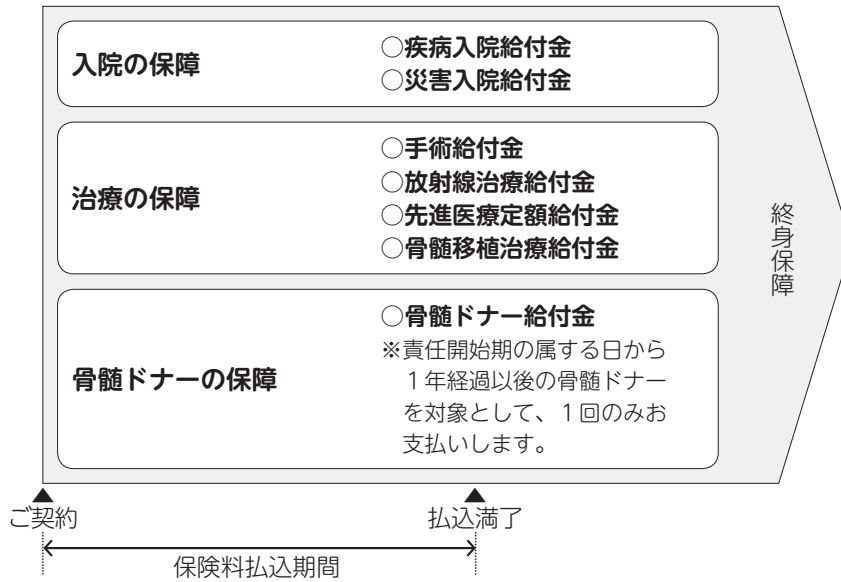 入院の保障
○疾病入院給付金
○災害入院給付金
治療の保障
○手術給付金
○放射線治療給付金
○先進医療定額給付金
○骨髄移植治療給付金
骨髄ドナーの保障
○骨髄ドナー給付金
※責任開始期の属する日から
１年経過以後の骨髄ドナー
を対象として、１回のみお
支払いします。
終身保障
ご契約
払込満了
保険料払込期間